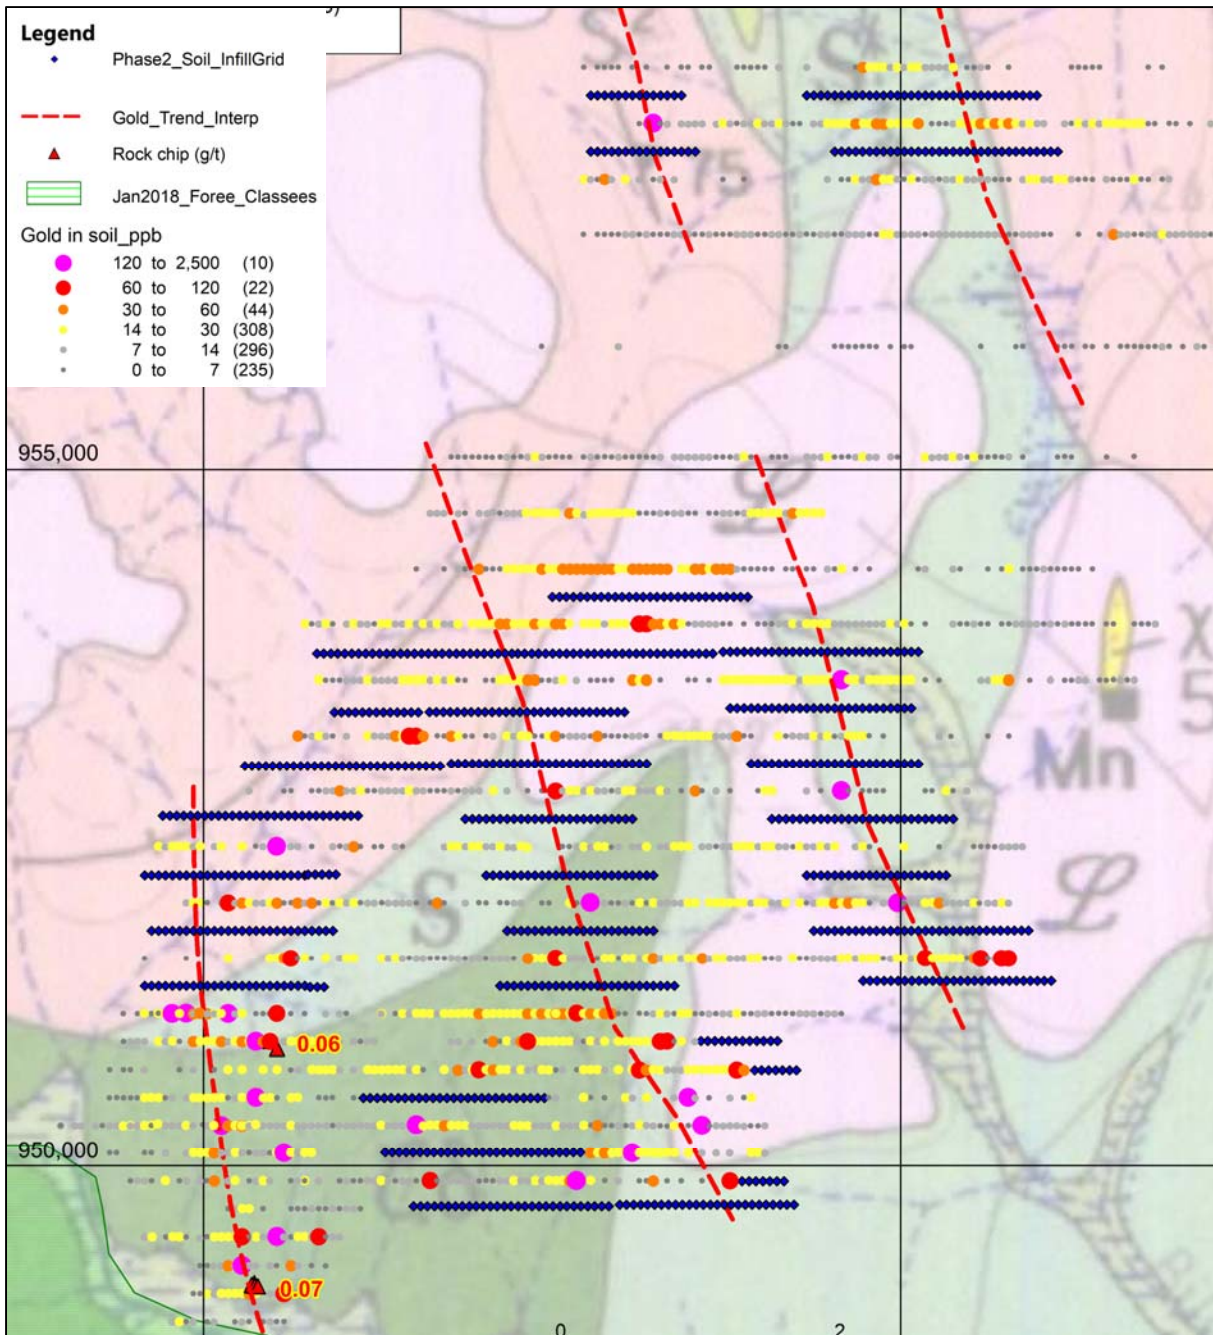 Legend
Phase2_Soil_InfillGrid
Gold_Trend_Interp
Rock chip (g/t)
Jan2018_Foree_Classees
Gold in soil_ppb
120 to 2,500 (10)
60 to 120 (22)
30 to 60 (44)
14 to 30 (308)
7 to 14 (296)
0 to 7 (235)
75
955,000
X
5
Mn
S
0.06
950,000
0.07
0
2